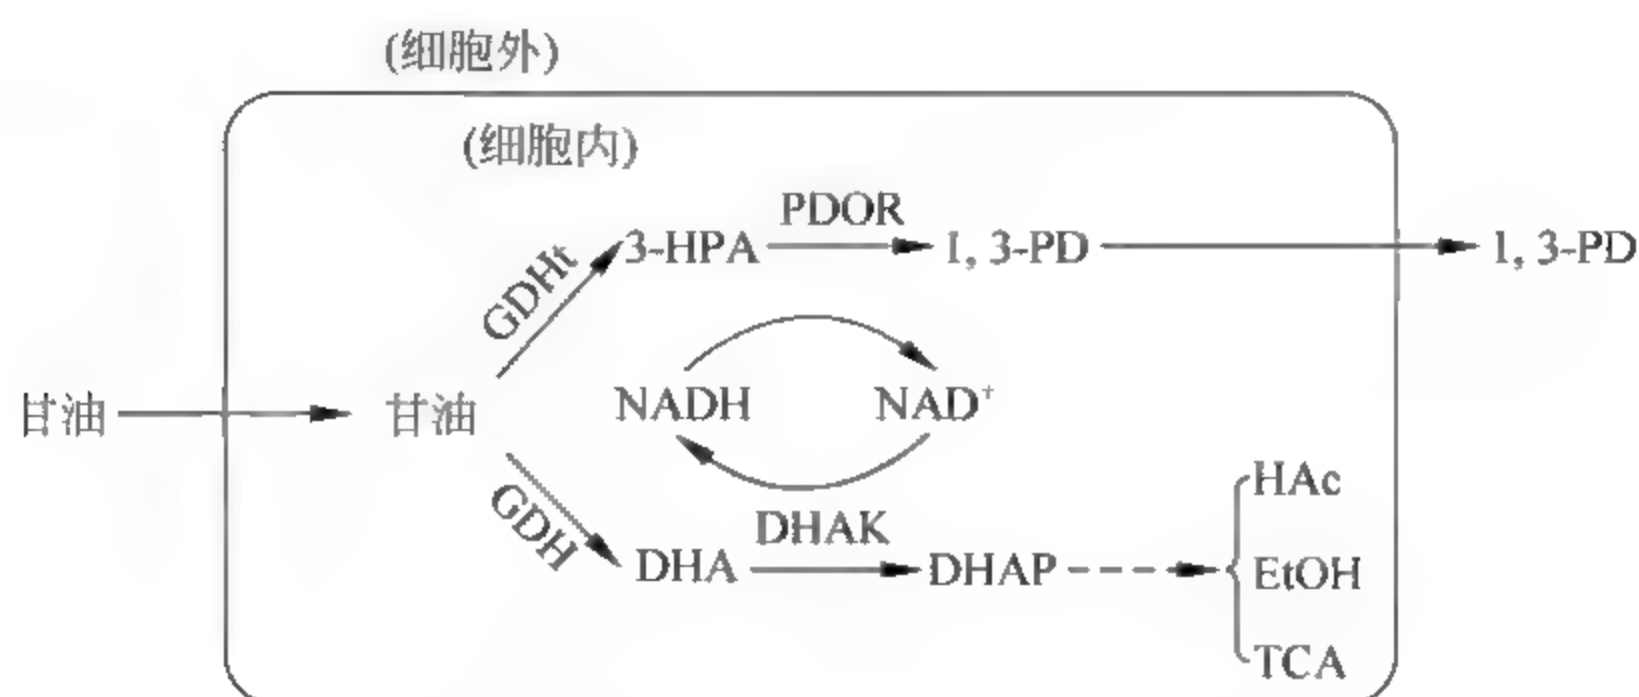 (细胞外)
(细胞内)
PDOR
GDHt
3-HPA
1, 3-PD
1, 3-PD
甘油
甘油
NADH
NAD+
GDH
DHA
DHAK
DHAP
HAc
EtOH
TCA